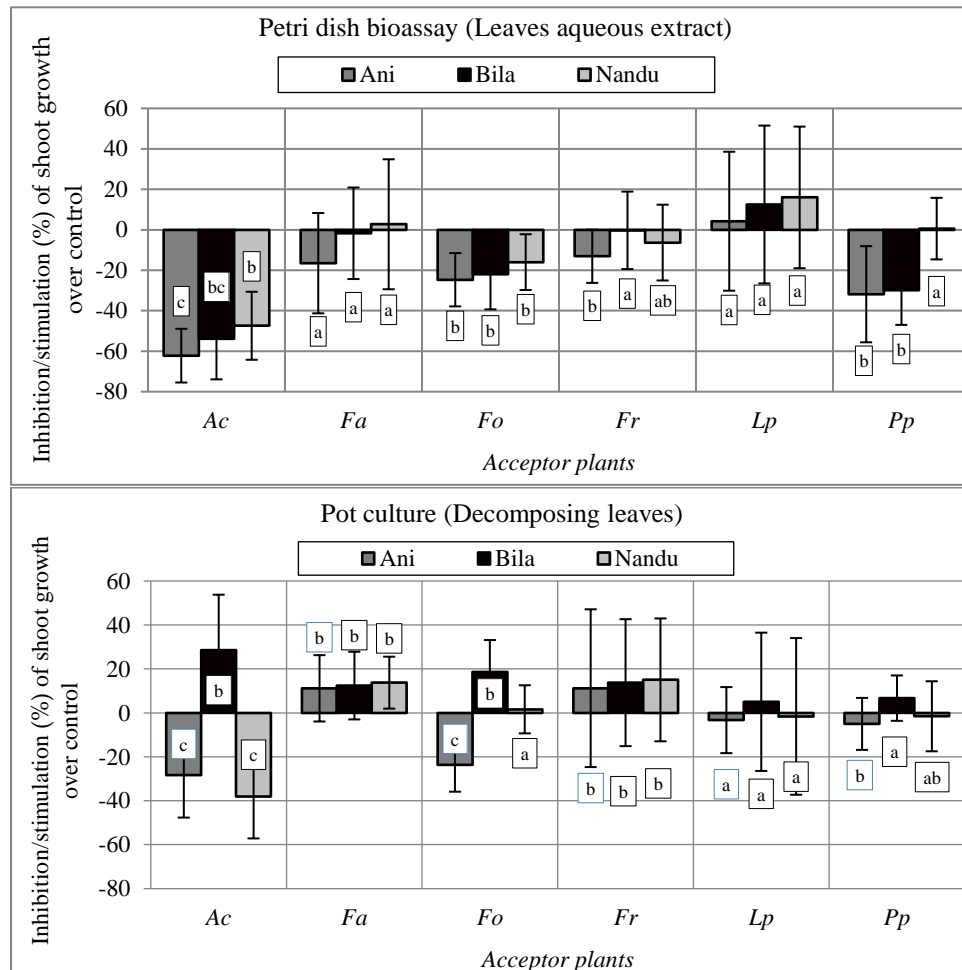 Petri dish bioassay (Leaves aqueous extract)
Ani Bila Nandu
Inhibition/stimulation (%) of shoot growth
over control
60
40
20
0
-20
-40
-60
-80
c bc b
a a a
b b b
b a ab
a a a
b b a
Ac Fa Fo Fr Lp Pp
Acceptor plants
Pot culture (Decomposing leaves)
Ani Bila Nandu
Inhibition/stimulation (%) of shoot growth
over control
60
40
20
0
-20
-40
-60
-80
c b c
b b b
c b a
b b b
a a a
b a ab
Ac Fa Fo Fr Lp Pp
Acceptor plants